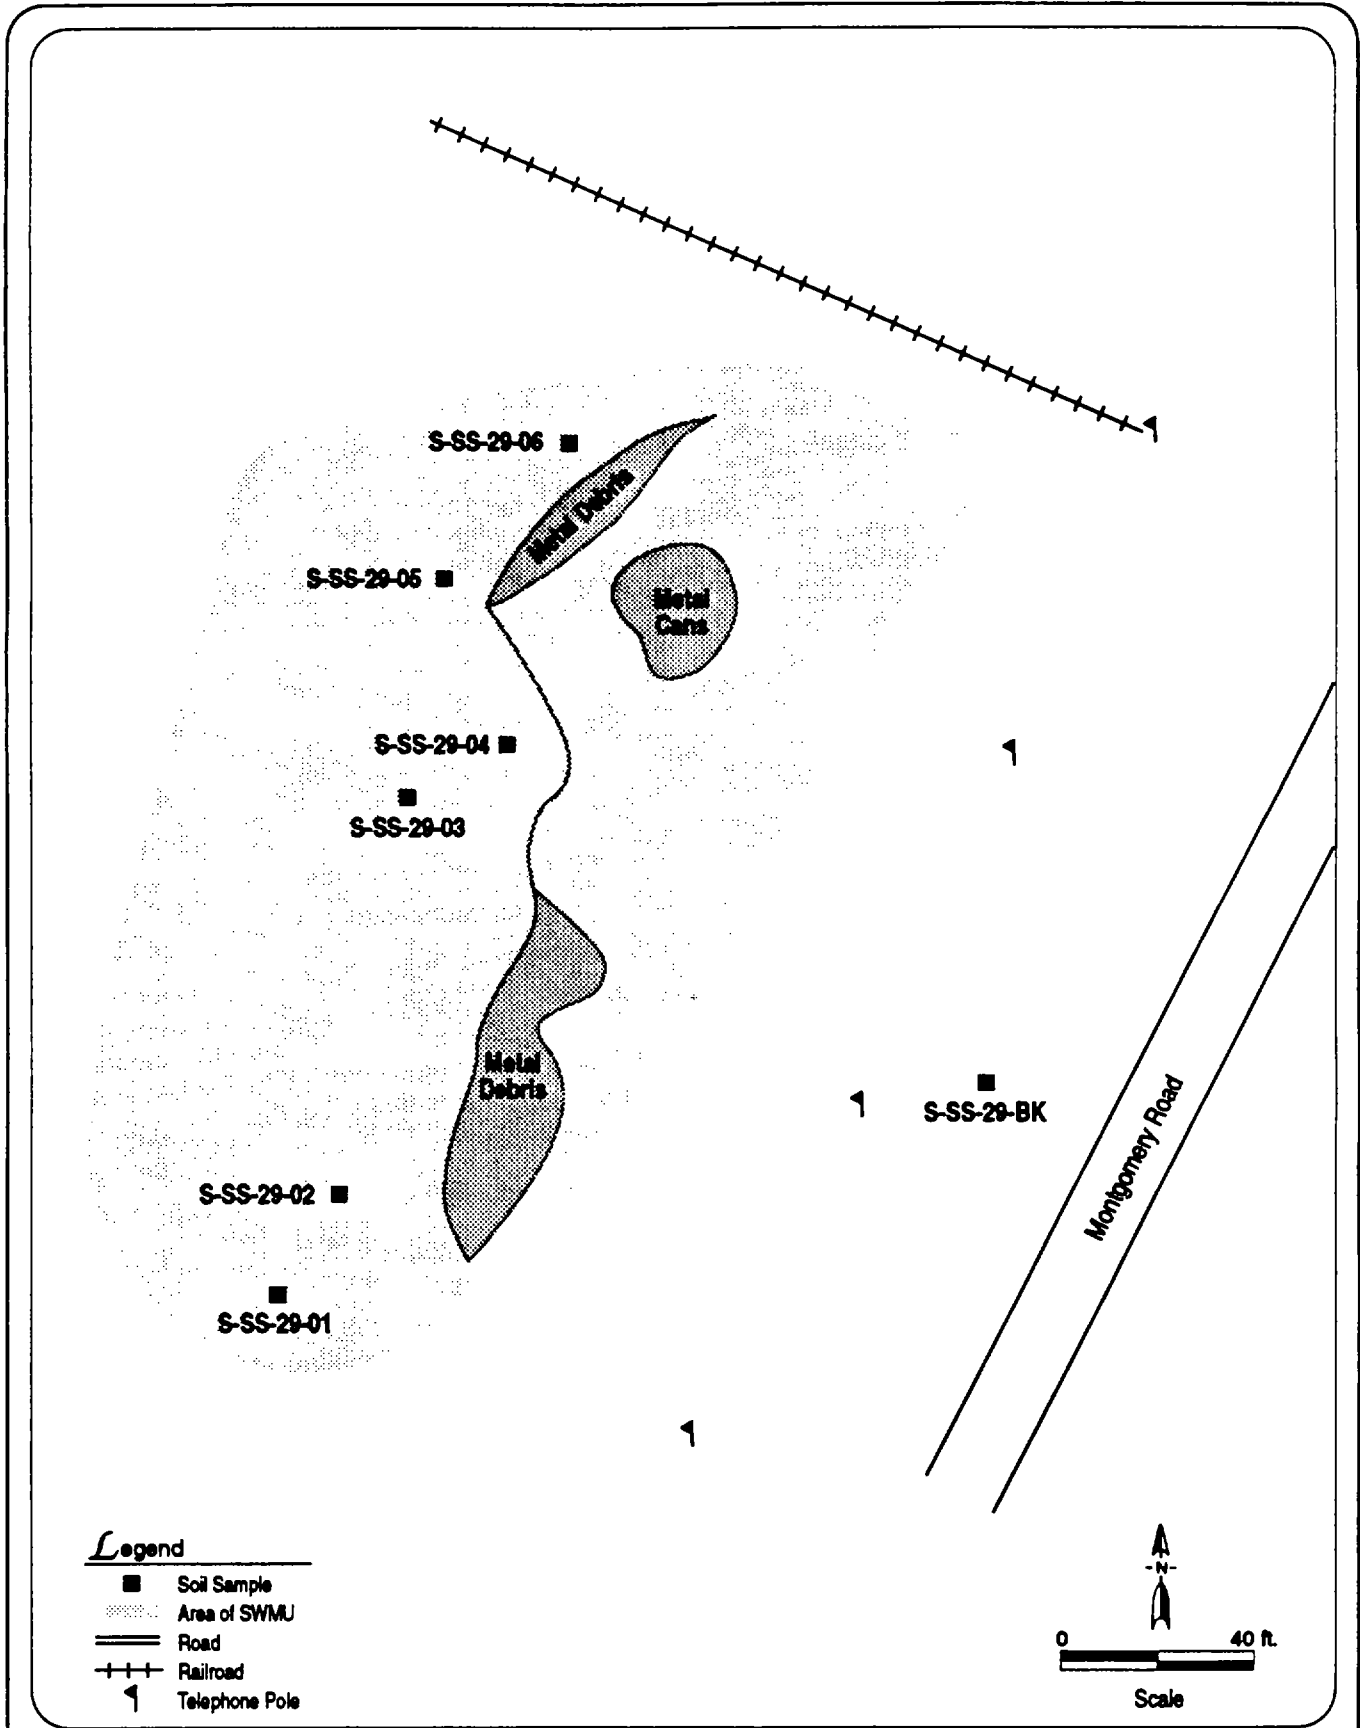 S-SS-29-06
Metal Debris
S-SS-29-05
Metal
Cans
S-SS-29-04
S-SS-29-03
Metal
Debris
S-SS-29-BK
Montgomery Road
S-SS-29-02
S-SS-29-01
Legend
Soil Sample
Area of SWMU
Road
Railroad
Telephone Pole
-N-
0 40 ft.
Scale